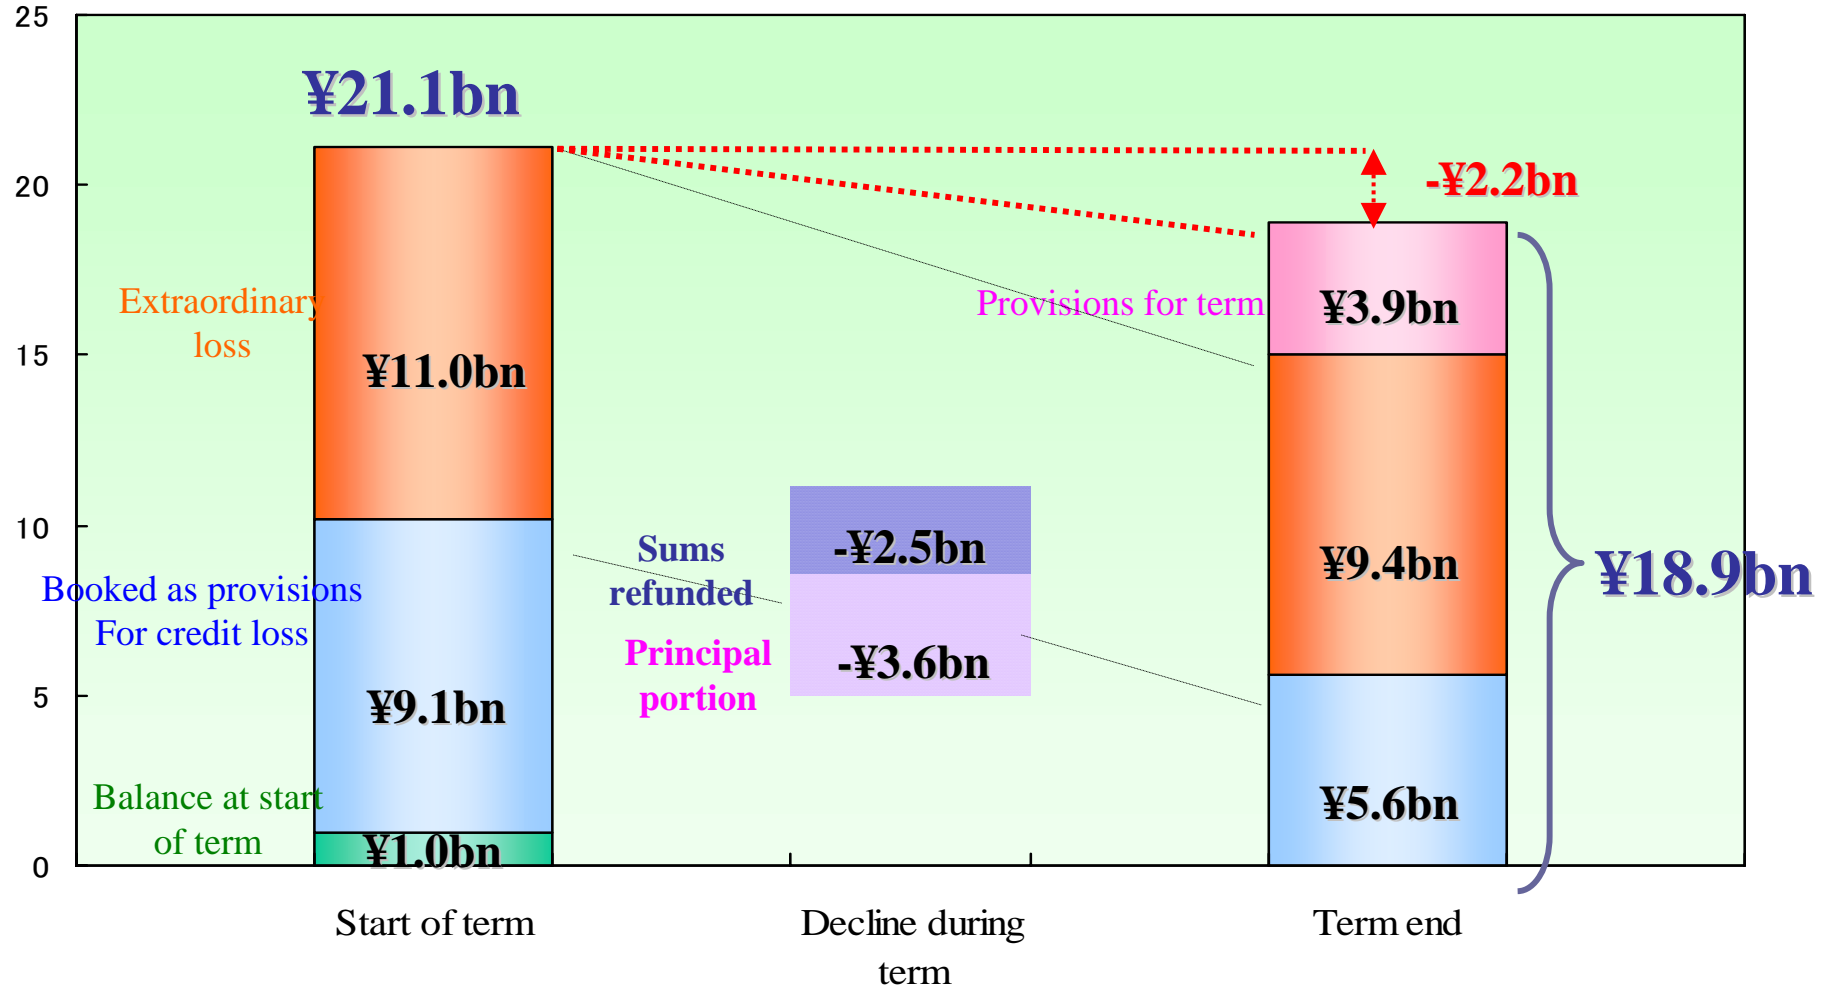 25
20
15
10
5
0
¥21.1bn
Extraordinary
loss
¥11.0bn
Booked as provisions
For credit loss
¥9.1bn
Balance at start
of term
¥1.0bn
Sums
refunded
-¥2.5bn
Principal
portion
-¥3.6bn
-¥2.2bn
Provisions for term
¥3.9bn
¥9.4bn
¥5.6bn
¥18.9bn
Start of term
Decline during
term
Term end